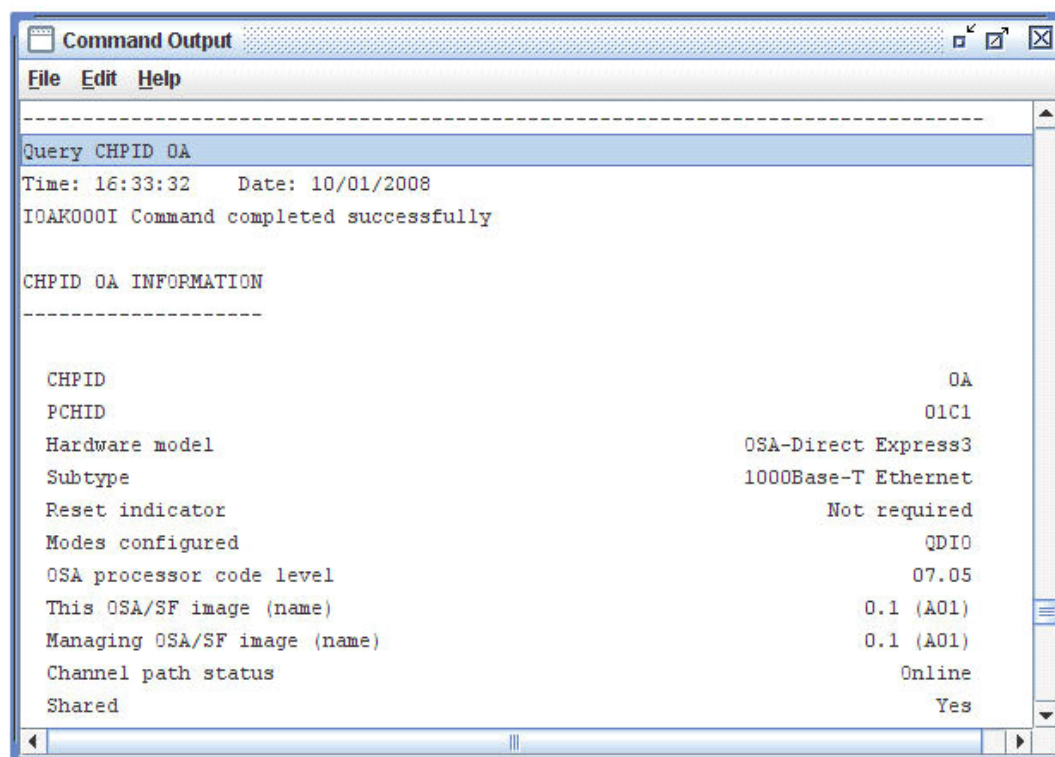 Command Output
File Edit Help
--------------------------------------------------------------------------------
Query CHPID 0A
Time: 16:33:32    Date: 10/01/2008
IOAK000I Command completed successfully
CHPID 0A INFORMATION
--------------------
CHPID 0A
PCHID 01C1
Hardware model OSA-Direct Express3
Subtype 1000Base-T Ethernet
Reset indicator Not required
Modes configured QDIO
OSA processor code level 07.05
This OSA/SF image (name) 0.1 (A01)
Managing OSA/SF image (name) 0.1 (A01)
Channel path status Online
Shared Yes